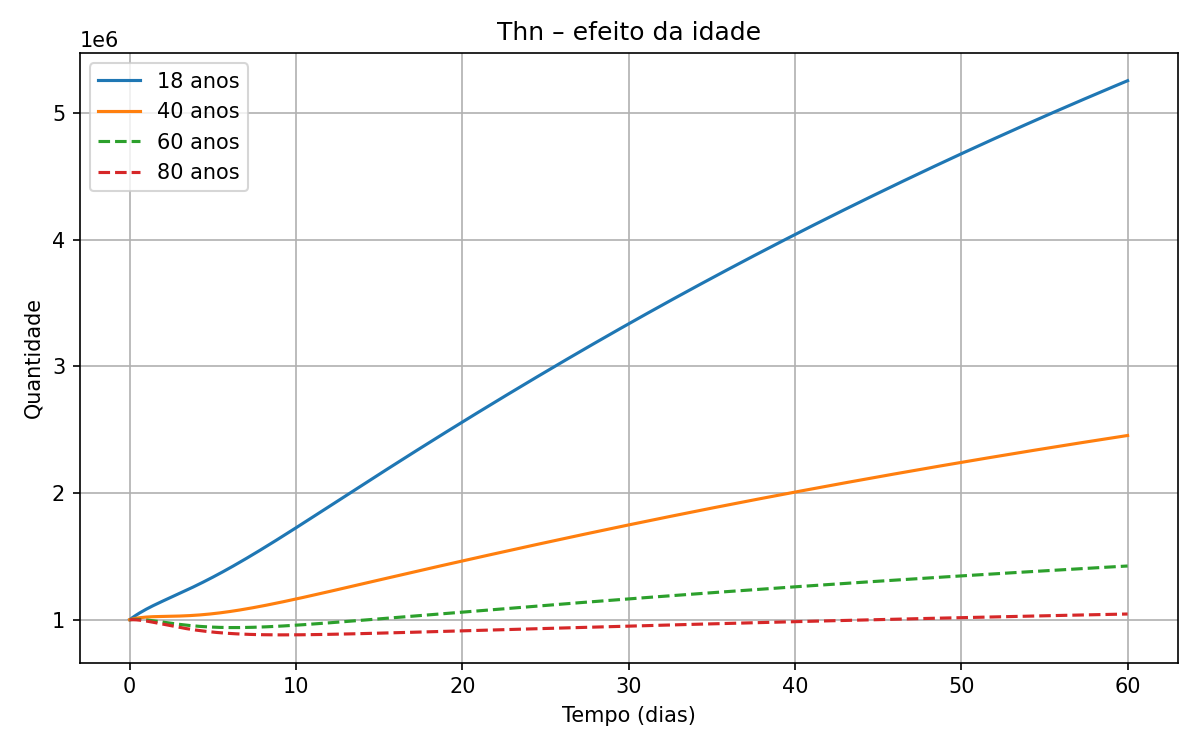 Thn – efeito da idade
1e6
18 anos
40 anos
60 anos
80 anos
5
4
3
2
1
Quantidade
0 10 20 30 40 50 60
Tempo (dias)